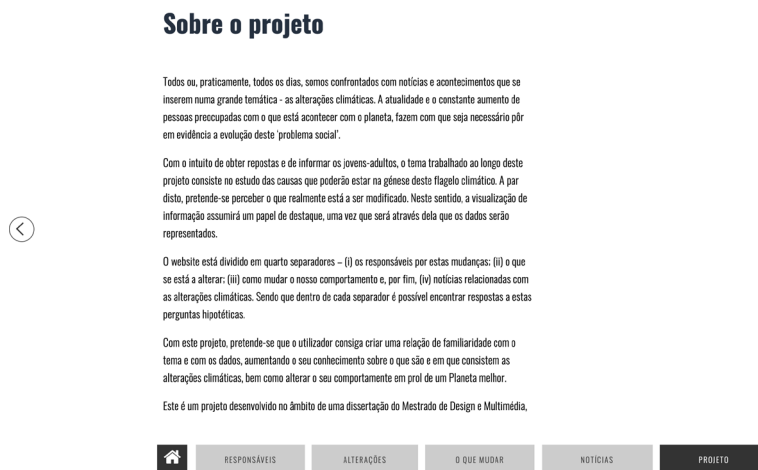 Sobre o projeto
Todos ou, praticamente, todos os dias, somos confrontados com notícias e acontecimentos que se
inserem numa grande temática - as alterações climáticas. A atualidade e o constante aumento de
pessoas preocupadas com o que está acontecer com o planeta, fazem com que seja necessário pôr
em evidência a evolução deste 'problema social'.
Com o intuito de obter repostas e de informar os jovens-adultos, o tema trabalhado ao longo deste
projeto consiste no estudo das causas que poderão estar na génese deste flagelo climático. A par
disto, pretende-se perceber o que realmente está a ser modificado. Neste sentido, a visualização de
informação assumirá um papel de destaque, uma vez que será através dela que os dados serão
representados.
O website está dividido em quarto separadores – (i) os responsáveis por estas mudanças; (ii) o que
se está a alterar; (iii) como mudar o nosso comportamento e, por fim, (iv) notícias relacionadas com
as alterações climáticas. Sendo que dentro de cada separador é possível encontrar respostas a estas
perguntas hipotéticas.
Com este projeto, pretende-se que o utilizador consiga criar uma relação de familiaridade com o
tema e com os dados, aumentando o seu conhecimento sobre o que são e em que consistem as
alterações climáticas, bem como alterar o seu comportamento em prol de um Planeta melhor.
Este é um projeto desenvolvido no âmbito de uma dissertação do Mestrado de Design e Multimédia,
RESPONSÁVEIS ALTERAÇÕES O QUE MUDAR NOTÍCIAS PROJETO